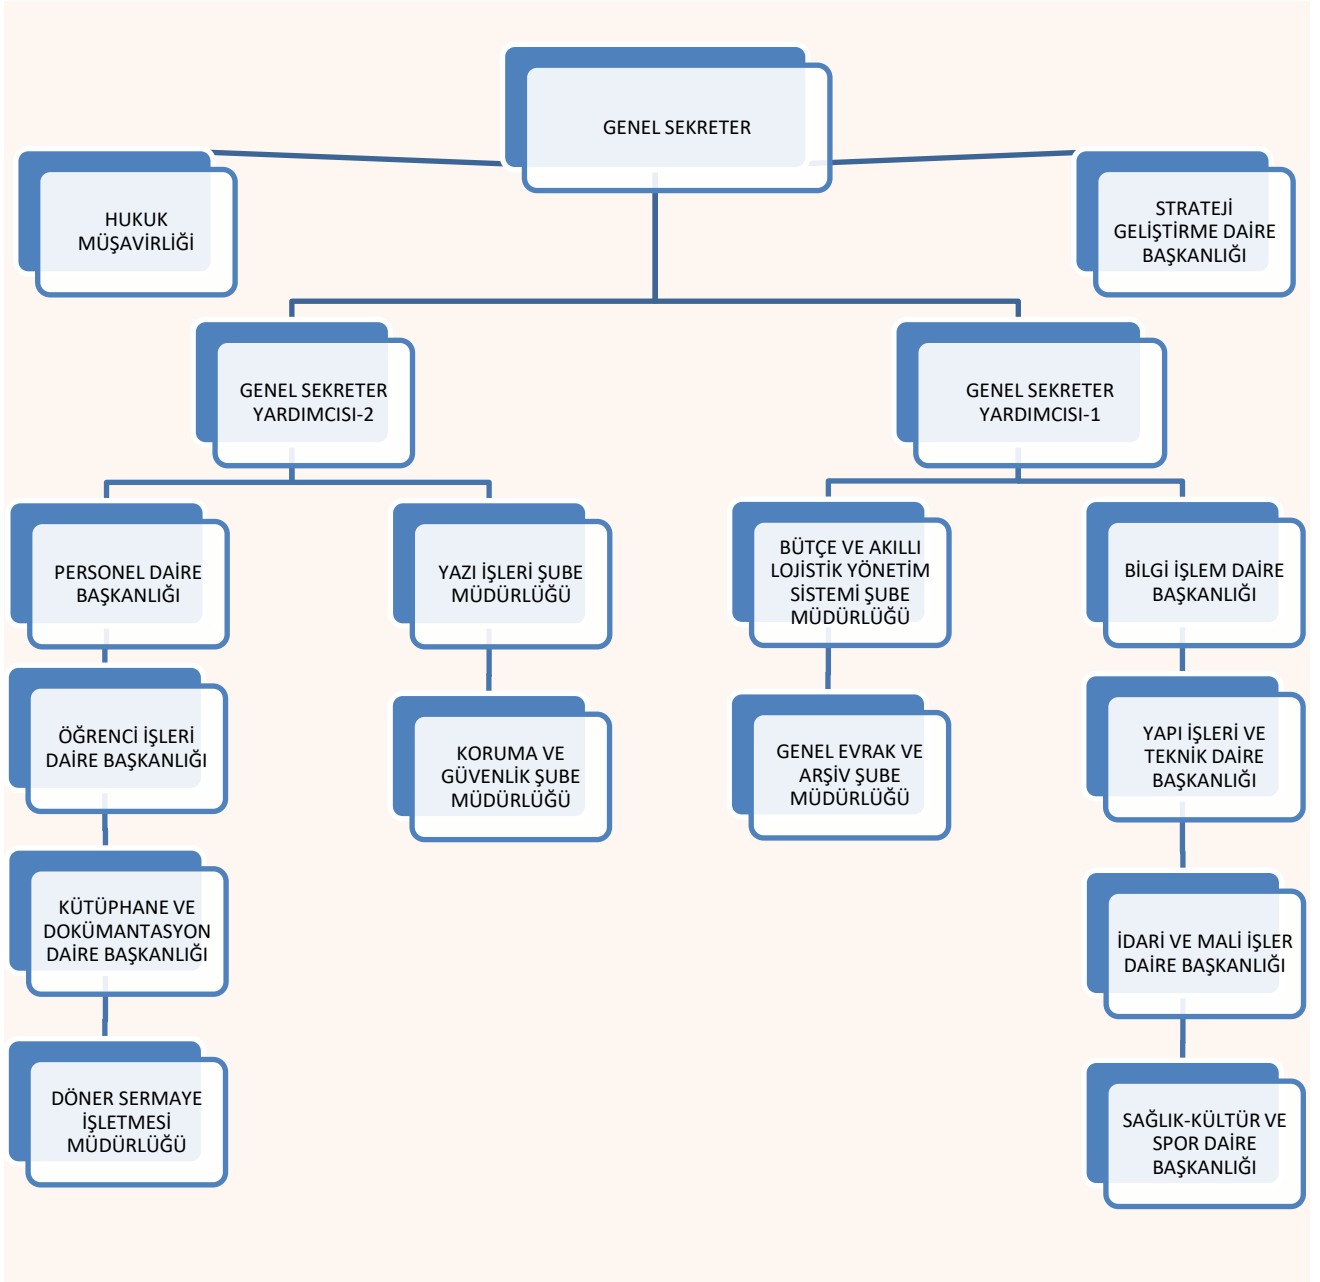 GENEL SEKRETER
HUKUK
MÜŞAVİRLİĞİ
STRATEJİ
GELİŞTİRME DAİRE
BAŞKANLIĞI
GENEL SEKRETER
YARDIMCISI-2
GENEL SEKRETER
YARDIMCISI-1
PERSONEL DAİRE
BAŞKANLIĞI
YAZI İŞLERİ ŞUBE
MÜDÜRLÜĞÜ
BÜTÇE VE AKILLI
LOJİSTİK YÖNETİM
SİSTEMİ ŞUBE
MÜDÜRLÜĞÜ
BİLGİ İŞLEM DAİRE
BAŞKANLIĞI
ÖĞRENCİ İŞLERİ
DAİRE BAŞKANLIĞI
KORUMA VE
GÜVENLİK ŞUBE
MÜDÜRLÜĞÜ
GENEL EVRAK VE
ARŞİV ŞUBE
MÜDÜRLÜĞÜ
YAPI İŞLERİ VE
TEKNİK DAİRE
BAŞKANLIĞI
KÜTÜPHANE VE
DOKÜMANTASYON
DAİRE BAŞKANLIĞI
İDARİ VE MALİ İŞLER
DAİRE BAŞKANLIĞI
DÖNER SERMAYE
İŞLETMESİ
MÜDÜRLÜĞÜ
SAĞLIK-KÜLTÜR VE
SPOR DAİRE
BAŞKANLIĞI